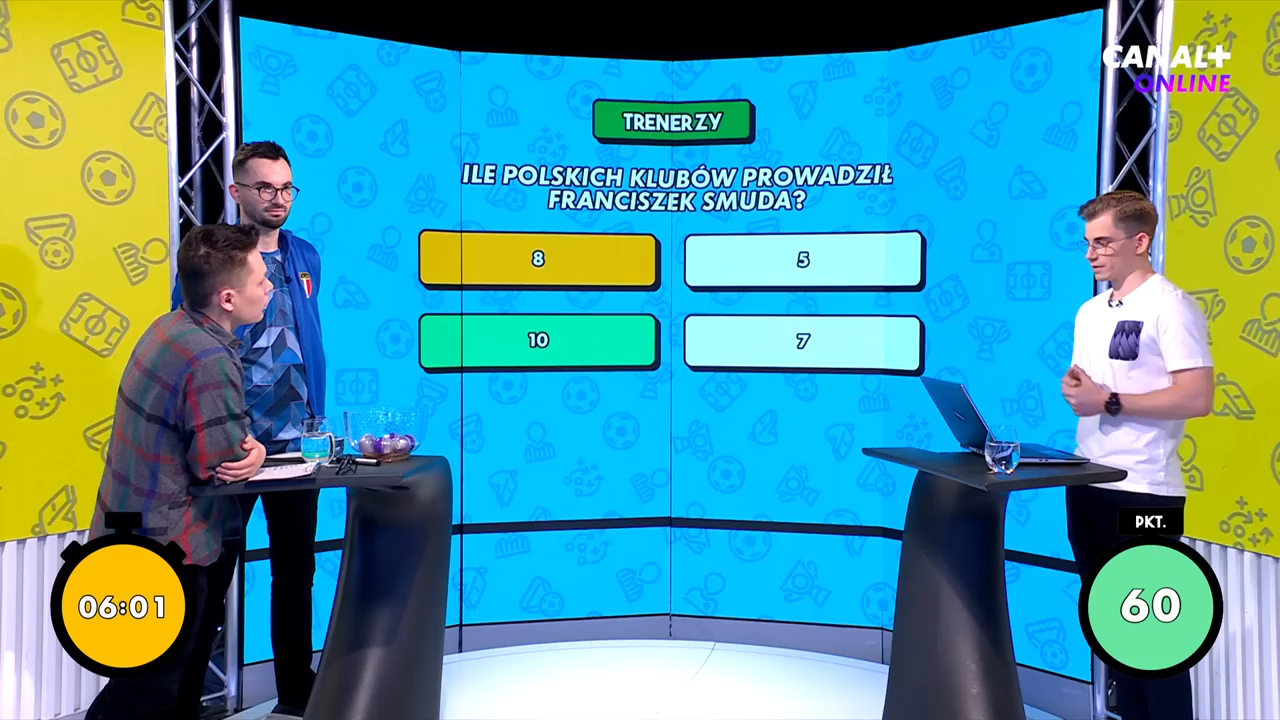 CANAL+
ONLINE
TRENERZY
ILE POLSKICH KLUBÓW PROWADZIŁ
FRANCISZEK SMUDA?
8
5
10
7
PKT.
06:01
60